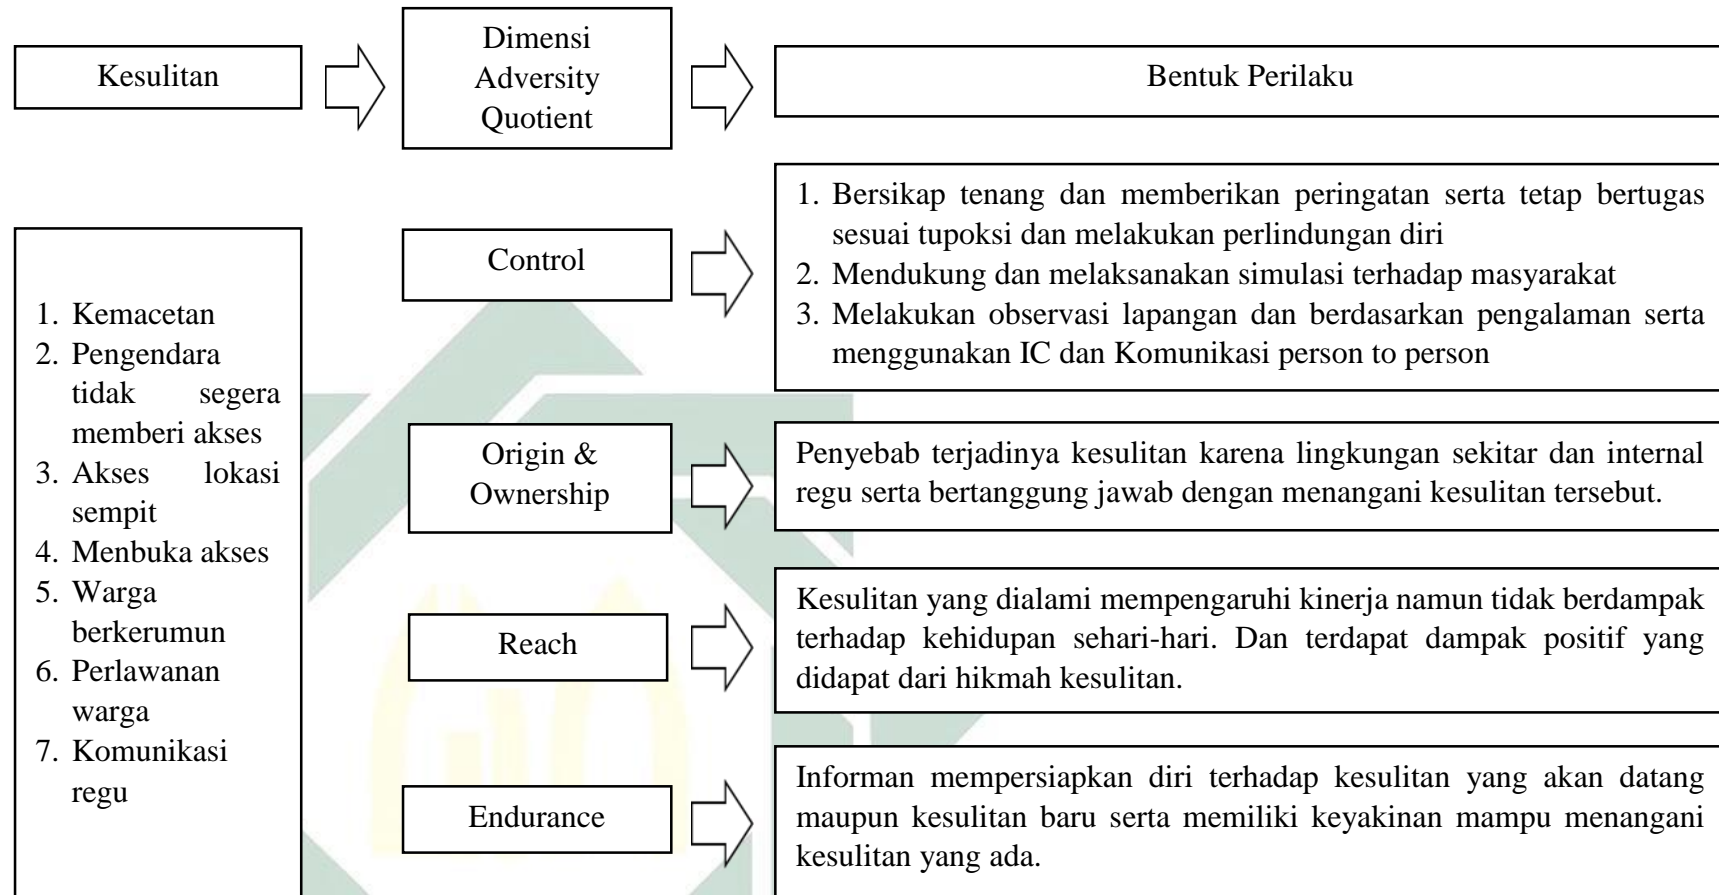 Kesulitan
Dimensi
Adversity
Quotient
Bentuk Perilaku
1. Kemacetan
2. Pengendara
tidak segera
memberi akses
3. Akses lokasi
sempit
4. Menbuka akses
5. Warga
berkerumun
6. Perlawanan
warga
7. Komunikasi
regu
Control
1. Bersikap tenang dan memberikan peringatan serta tetap bertugas
sesuai tupoksi dan melakukan perlindungan diri
2. Mendukung dan melaksanakan simulasi terhadap masyarakat
3. Melakukan observasi lapangan dan berdasarkan pengalaman serta
menggunakan IC dan Komunikasi person to person
Origin &
Ownership
Penyebab terjadinya kesulitan karena lingkungan sekitar dan internal
regu serta bertanggung jawab dengan menangani kesulitan tersebut.
Reach
Kesulitan yang dialami mempengaruhi kinerja namun tidak berdampak
terhadap kehidupan sehari-hari. Dan terdapat dampak positif yang
didapat dari hikmah kesulitan.
Endurance
Informan mempersiapkan diri terhadap kesulitan yang akan datang
maupun kesulitan baru serta memiliki keyakinan mampu menangani
kesulitan yang ada.